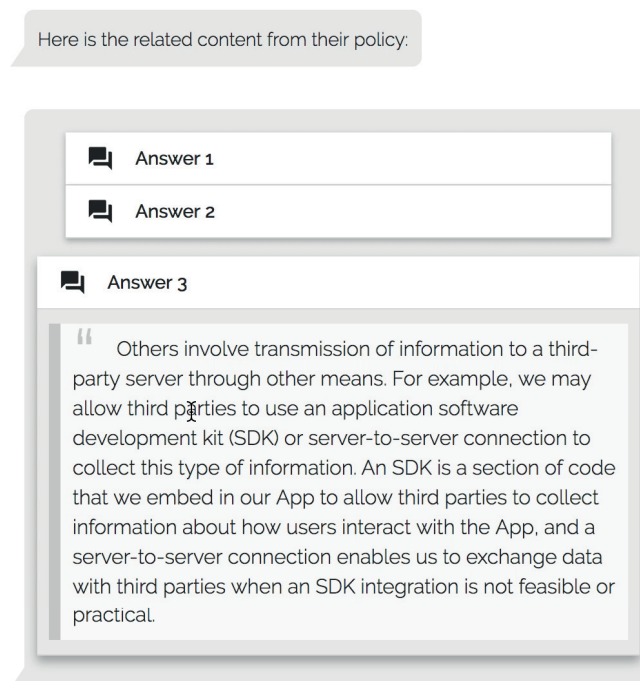 Here is the related content from their policy:
Answer 1
Answer 2
Answer 3
“ Others involve transmission of information to a third-
party server through other means. For example, we may
allow third parties to use an application software
development kit (SDK) or server-to-server connection to
collect this type of information. An SDK is a section of code
that we embed in our App to allow third parties to collect
information about how users interact with the App, and a
server-to-server connection enables us to exchange data
with third parties when an SDK integration is not feasible or
practical.